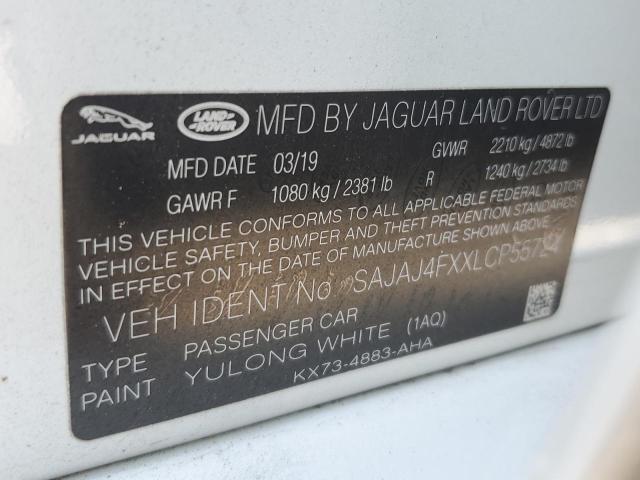 JAGUAR LAND ROVER MFD BY JAGUAR LAND ROVER LTD
MFD DATE 03/19 GVWR 2210 kg / 4872 lb
GAWR F 1080 kg / 2381 lb R 1240 kg / 2734 lb
THIS VEHICLE CONFORMS TO ALL APPLICABLE FEDERAL MOTOR
VEHICLE SAFETY, BUMPER AND THEFT PREVENTION STANDARDS
IN EFFECT ON THE DATE OF MANUFACTURE SHOWN ABOVE.
VEH IDENT No
TYPE PASSENGER CAR
PAINT YULONG WHITE (1AQ)
KX73-4883-AHA